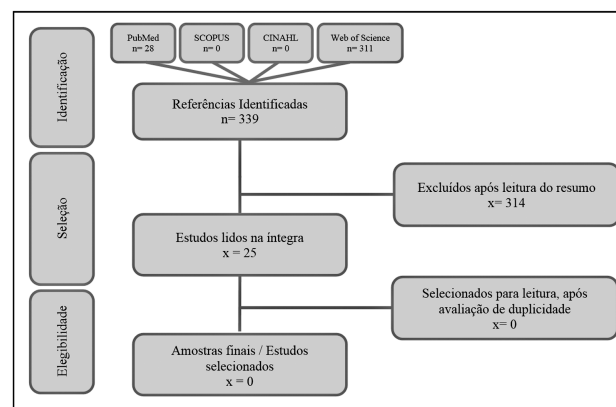 PubMed
n= 28
SCOPUS
n= 0
CINAHL
n= 0
Web of Science
n= 311
Identificação
Referências Identificadas
n= 339
Excluídos após leitura do resumo
x= 314
Seleção
Estudos lidos na íntegra
x = 25
Selecionados para leitura, após
avaliação de duplicidade
x= 0
Elegibilidade
Amostras finais / Estudos
selecionados
x = 0